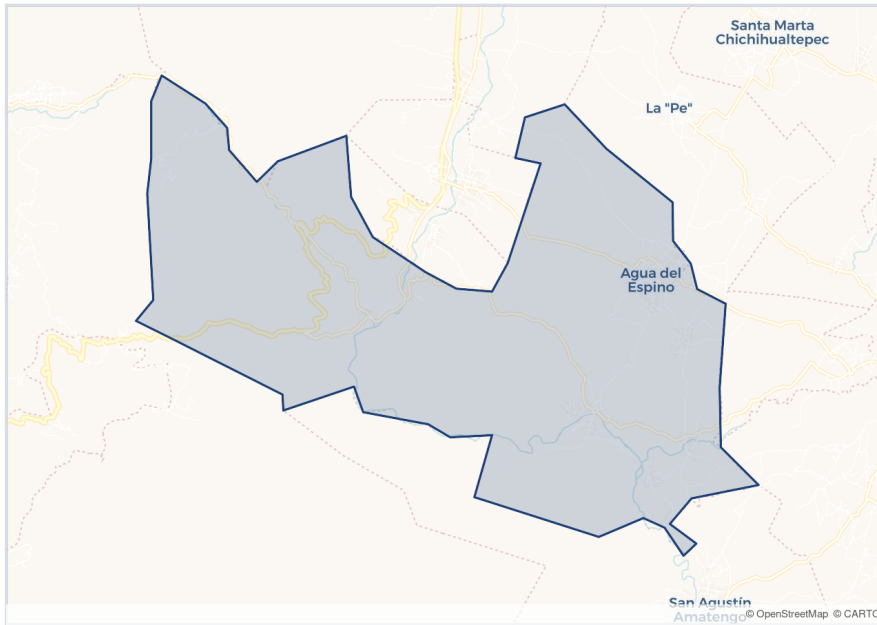 Santa Marta
Chichihualtepec
La "Pe"
Agua del
Espino
San Agustín
Amatengo
© OpenStreetMap © CARTO